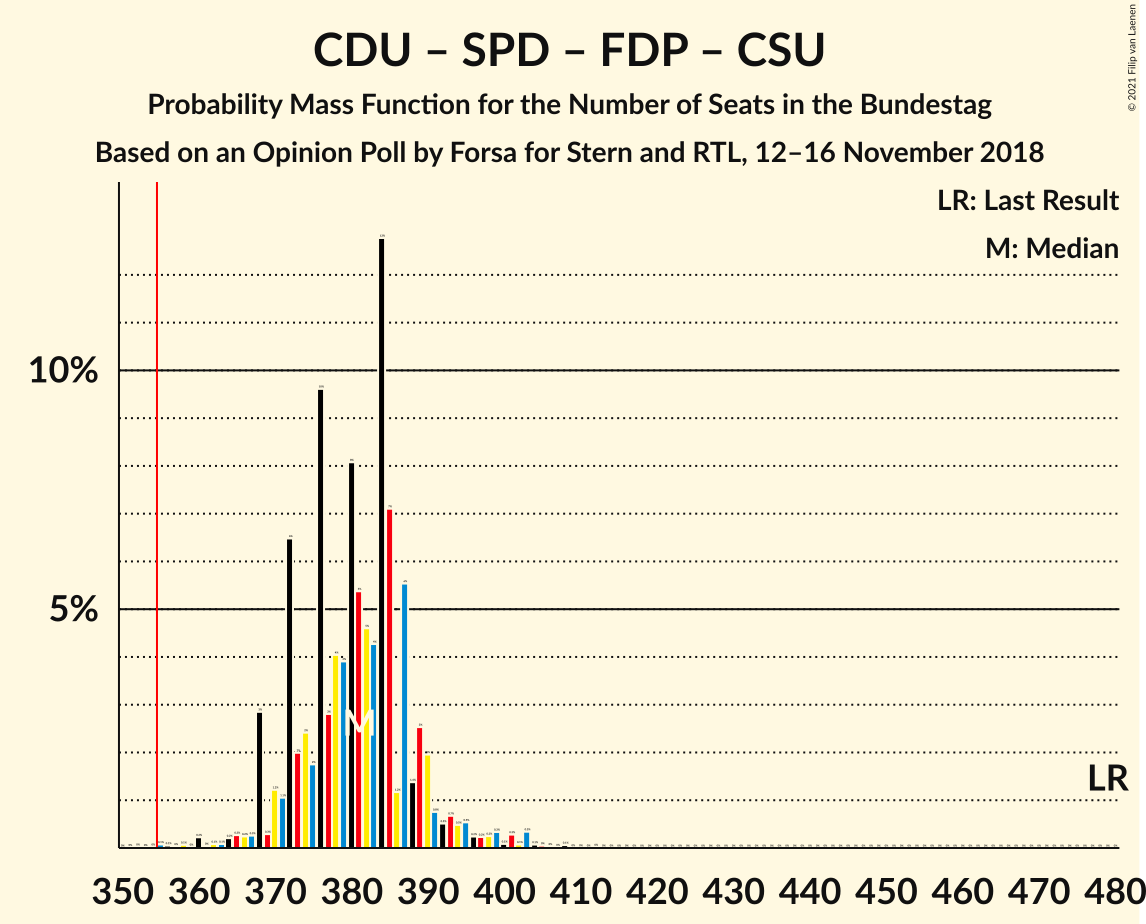 CDU – SPD – FDP – CSU
Probability Mass Function for the Number of Seats in the Bundestag
Based on an Opinion Poll by Forsa for Stern and RTL, 12–16 November 2018
© 2021 Filip van Laenen
LR: Last Result
M: Median
10%
5%
M
LR
350 360 370 380 390 400 410 420 430 440 450 460 470 480